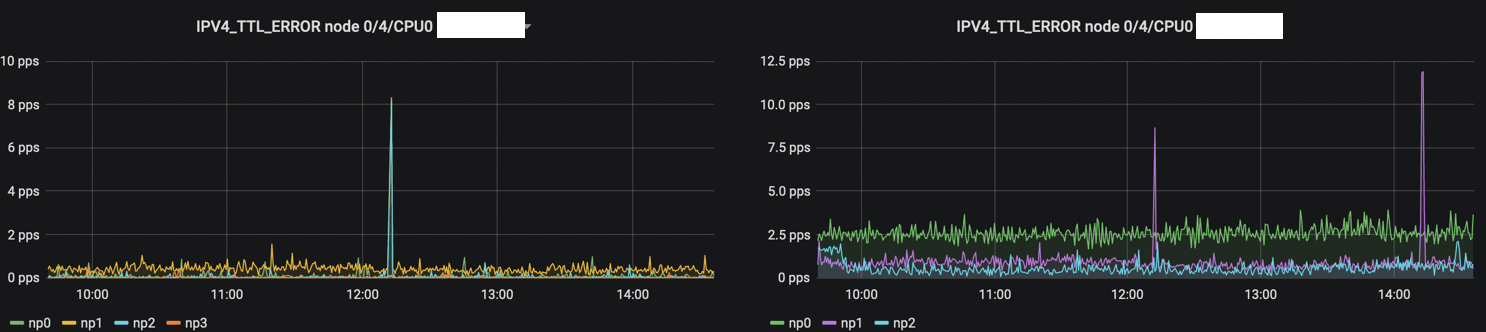 IPV4_TTL_ERROR node 0/4/CPU0
10 pps
8 pps
6 pps
4 pps
2 pps
0 pps
10:00 11:00 12:00 13:00 14:00
np0 np1 np2 np3
IPV4_TTL_ERROR node 0/4/CPU0
12.5 pps
10.0 pps
7.5 pps
5.0 pps
2.5 pps
0 pps
10:00 11:00 12:00 13:00 14:00
np0 np1 np2